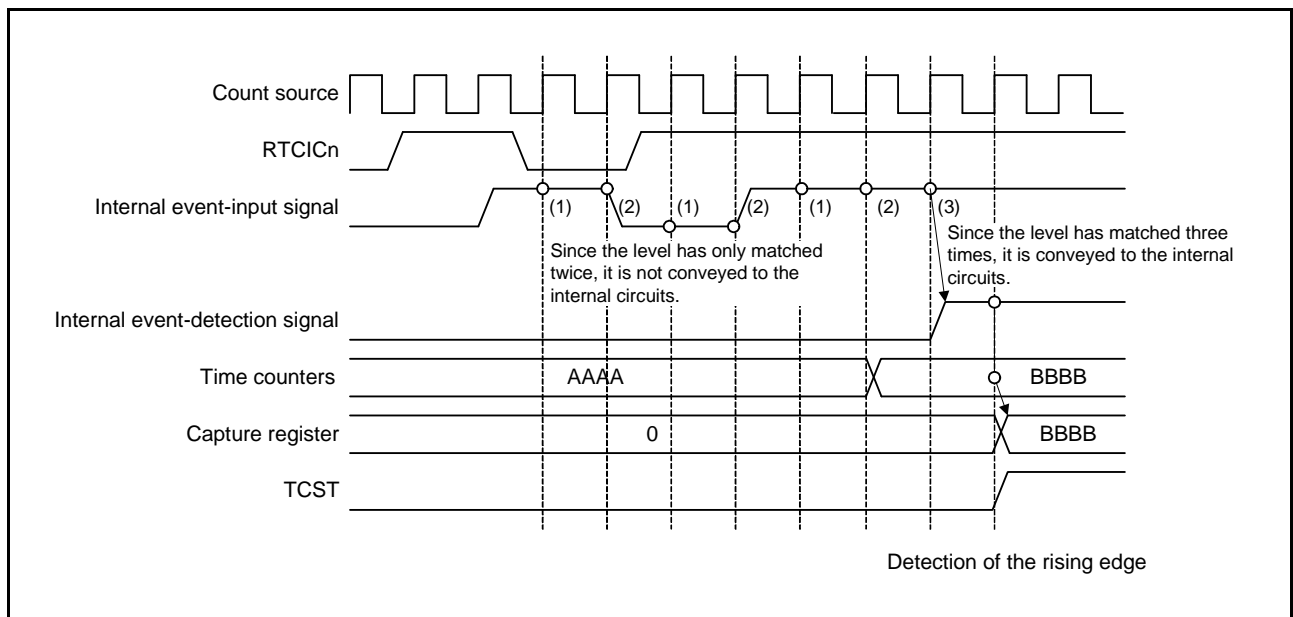 Count source
RTCICn
Internal event-input signal
(1) (2) (1) (2) (1) (2) (3)
Since the level has only matched
twice, it is not conveyed to the
internal circuits.
Since the level has matched three
times, it is conveyed to the internal
circuits.
Internal event-detection signal
Time counters
AAAA
BBBB
Capture register
0
BBBB
TCST
Detection of the rising edge